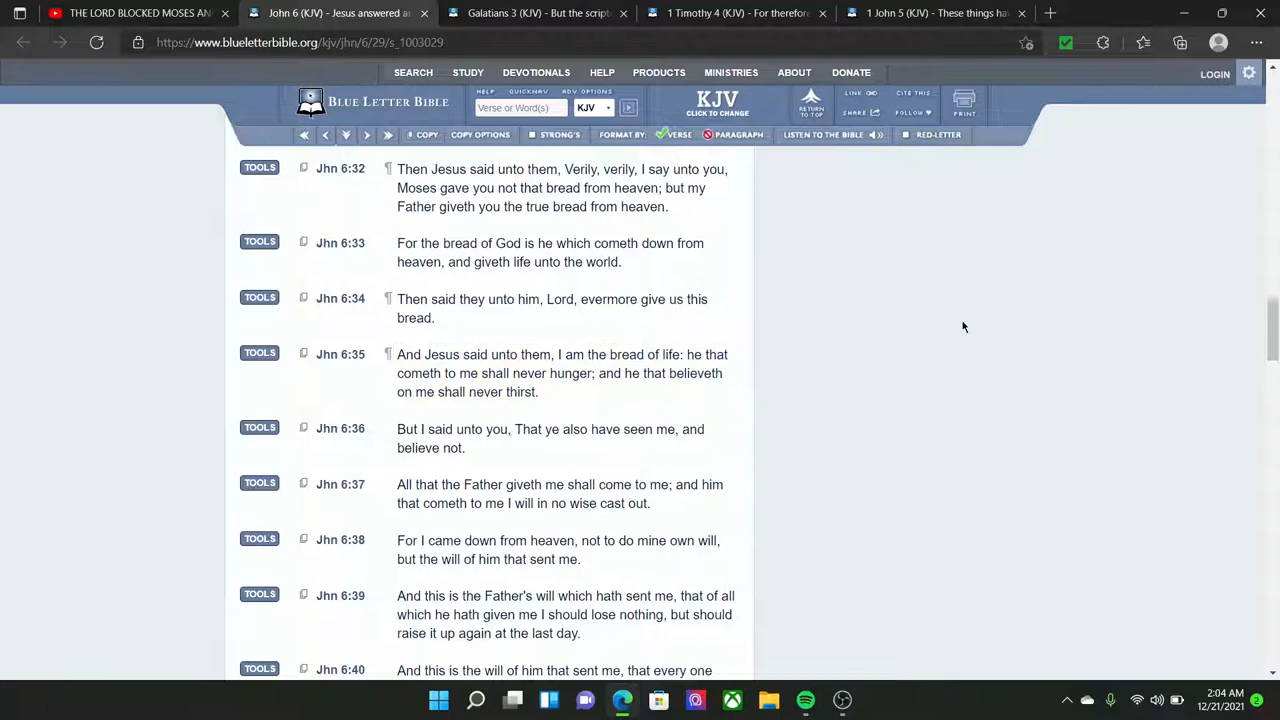 THE LORD BLOCKED MOSES AN
John 6 (KJV) - Jesus answered a
Galatians 3 (KJV) - But the script
1 Timothy 4 (KJV) - For therefore
1 John 5 (KJV) - These things ha
https://www.blueletterbible.org/kjv/jhn/6/29/s_1003029
SEARCH STUDY DEVOTIONALS HELP PRODUCTS MINISTRIES ABOUT DONATE
LOGIN
HELP QUICKNAV ADV. OPTIONS
BLUE LETTER BIBLE
Verse or Word(s)
KJV
KJV
CLICK TO CHANGE
RETURN TO TOP
LINK
CITE THIS
SHARE
FOLLOW
PRINT
COPY COPY OPTIONS STRONG'S FORMAT BY: VERSE PARAGRAPH LISTEN TO THE BIBLE RED-LETTER
TOOLS Jhn 6:32 ¶ Then Jesus said unto them, Verily, verily, I say unto you,
Moses gave you not that bread from heaven; but my
Father giveth you the true bread from heaven.
TOOLS Jhn 6:33 For the bread of God is he which cometh down from
heaven, and giveth life unto the world.
TOOLS Jhn 6:34 ¶ Then said they unto him, Lord, evermore give us this
bread.
TOOLS Jhn 6:35 ¶ And Jesus said unto them, I am the bread of life: he that
cometh to me shall never hunger; and he that believeth
on me shall never thirst.
TOOLS Jhn 6:36 But I said unto you, That ye also have seen me, and
believe not.
TOOLS Jhn 6:37 All that the Father giveth me shall come to me; and him
that cometh to me I will in no wise cast out.
TOOLS Jhn 6:38 For I came down from heaven, not to do mine own will,
but the will of him that sent me.
TOOLS Jhn 6:39 And this is the Father's will which hath sent me, that of all
which he hath given me I should lose nothing, but should
raise it up again at the last day.
TOOLS Jhn 6:40 And this is the will of him that sent me, that every one
2:04 AM
12/21/2021
2